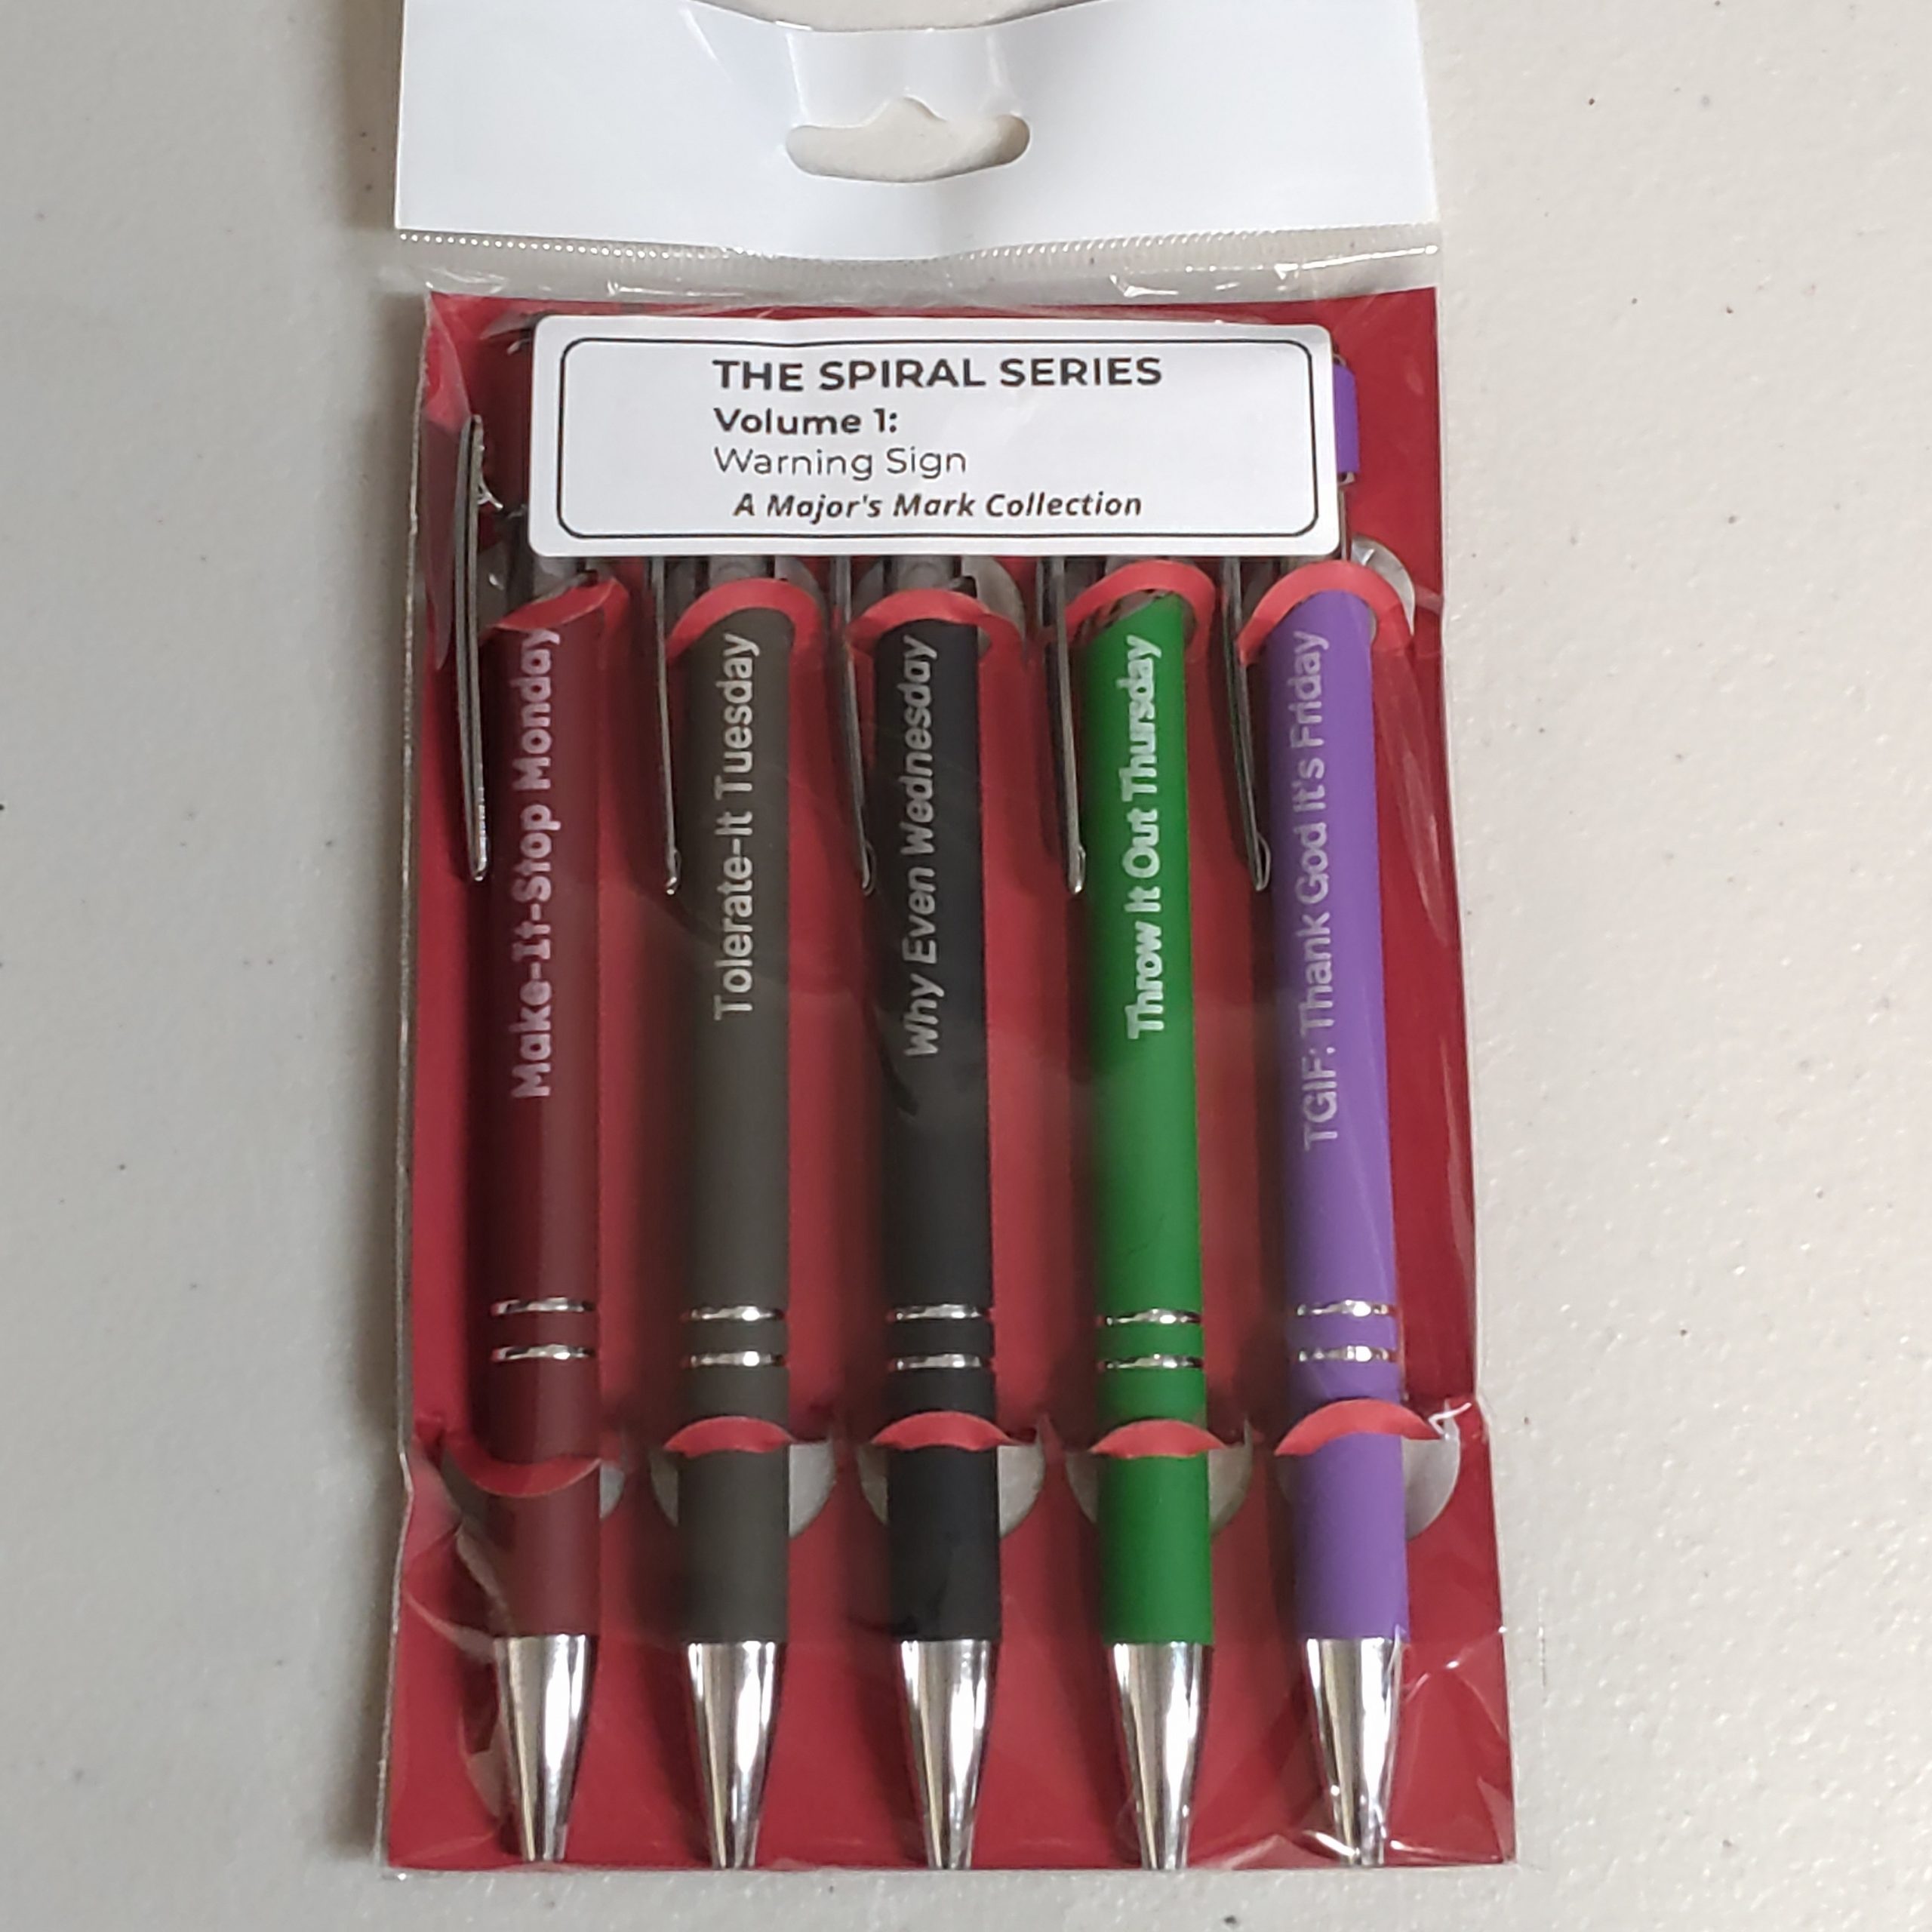 THE SPIRAL SERIES
Volume 1:
Warning Sign
A Major's Mark Collection
Make-It-Stop Monday
Tolerate-It Tuesday
Why Even Wednesday
Throw It Out Thursday
TGIF: Thank God It's Friday